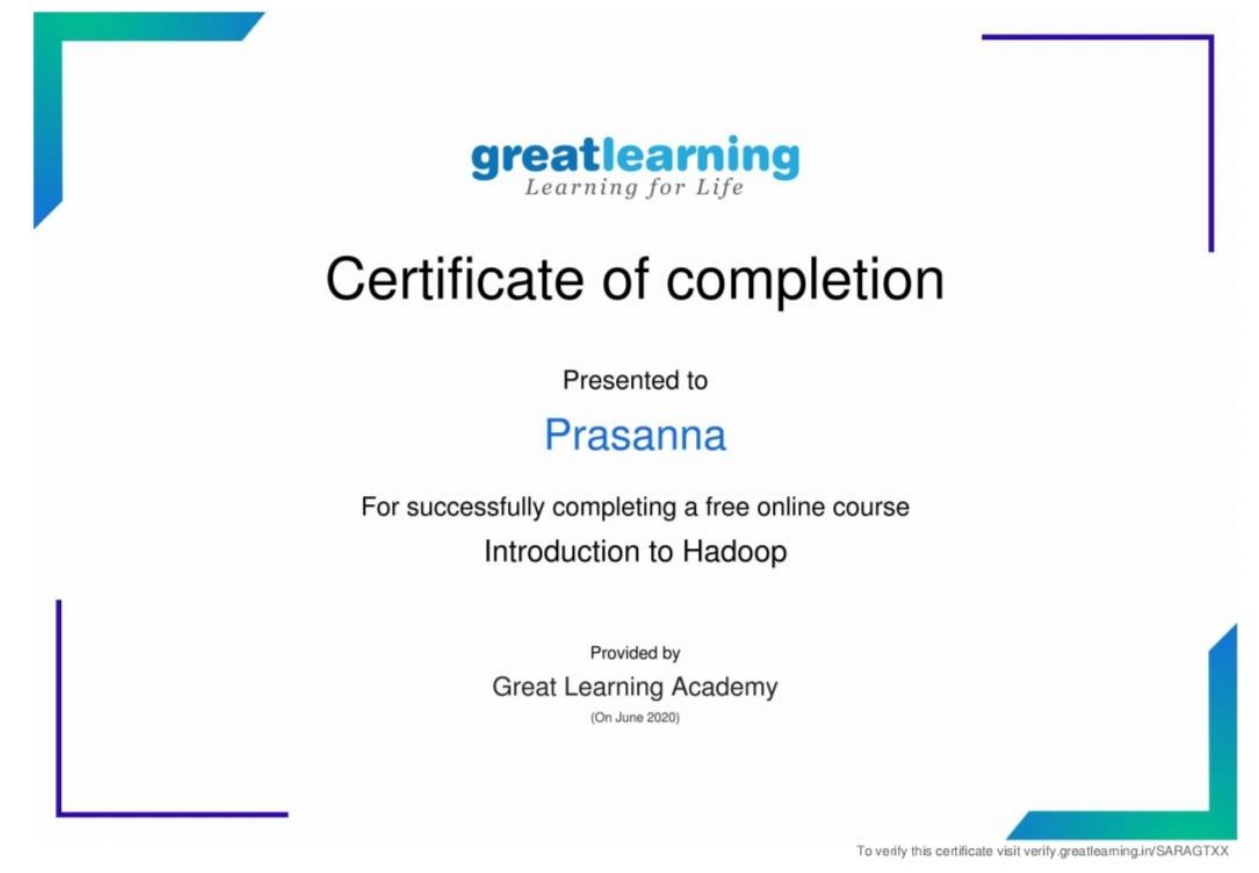 greatlearning
Learning for Life
Certificate of completion
Presented to
Prasanna
For successfully completing a free online course
Introduction to Hadoop
Provided by
Great Learning Academy
(On June 2020)
To verify this certificate visit verify.greatlearning.in/SARAGTXX